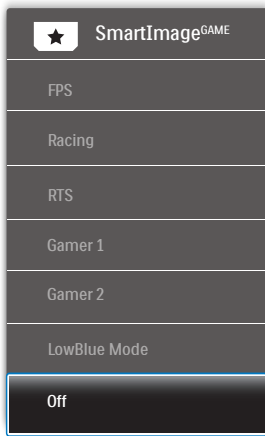 SmartImageGAME
FPS
Racing
RTS
Gamer 1
Gamer 2
LowBlue Mode
Off